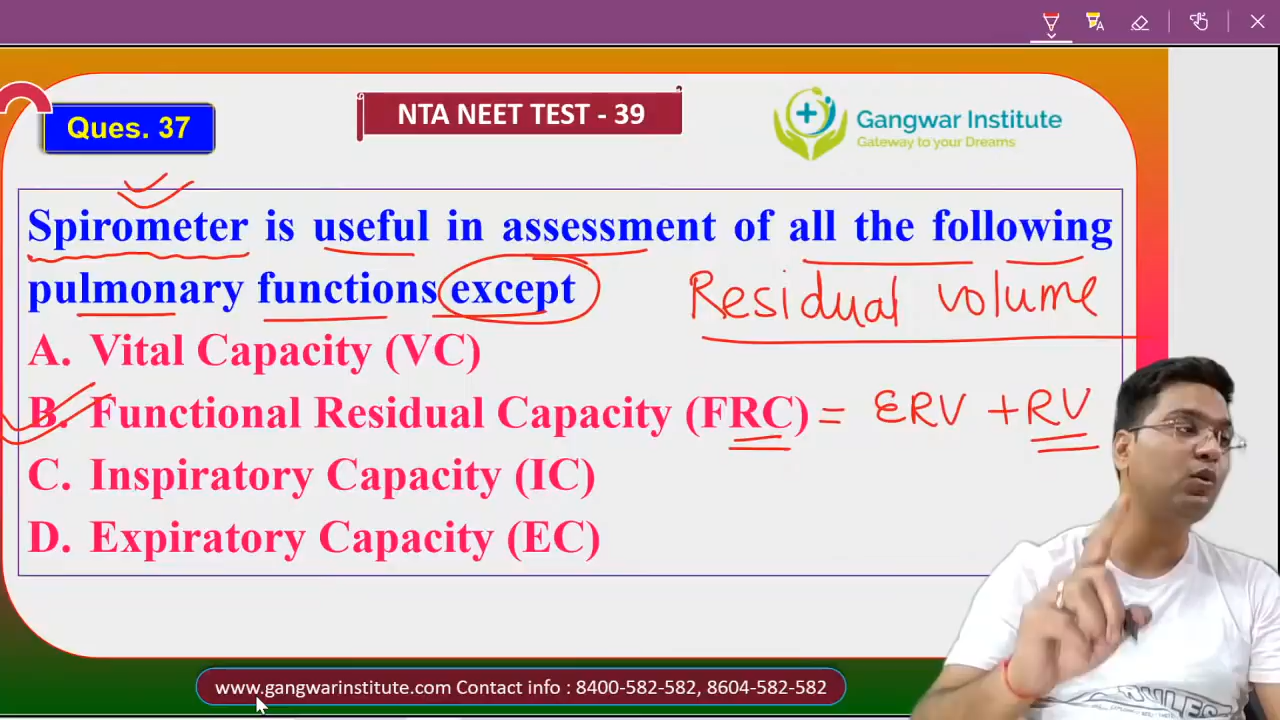 Ques. 37
NTA NEET TEST - 39
Gangwar Institute
Gateway to your Dreams
Spirometer is useful in assessment of all the following
pulmonary functions except
Residual volume
A. Vital Capacity (VC)
B. Functional Residual Capacity (FRC) = ERV + RV
C. Inspiratory Capacity (IC)
D. Expiratory Capacity (EC)
www.gangwarinstitute.com Contact info : 8400-582-582, 8604-582-582